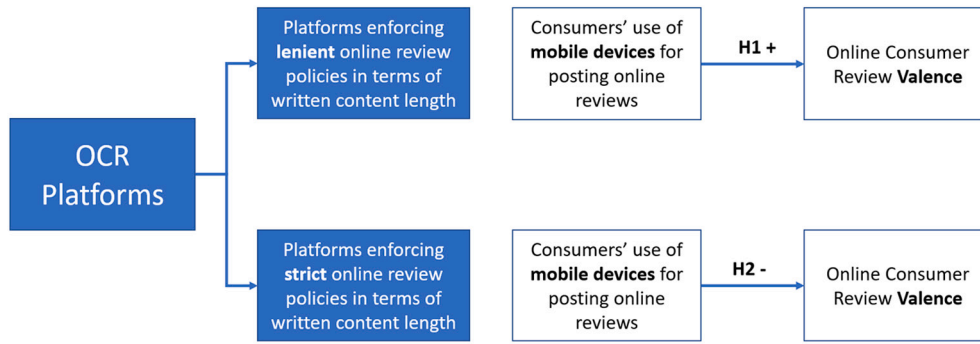 OCR
Platforms
Platforms enforcing
lenient online review
policies in terms of
written content length
Consumers’ use of
mobile devices for
posting online
reviews
H1 +
Online Consumer
Review Valence
Platforms enforcing
strict online review
policies in terms of
written content length
Consumers’ use of
mobile devices for
posting online
reviews
H2 -
Online Consumer
Review Valence